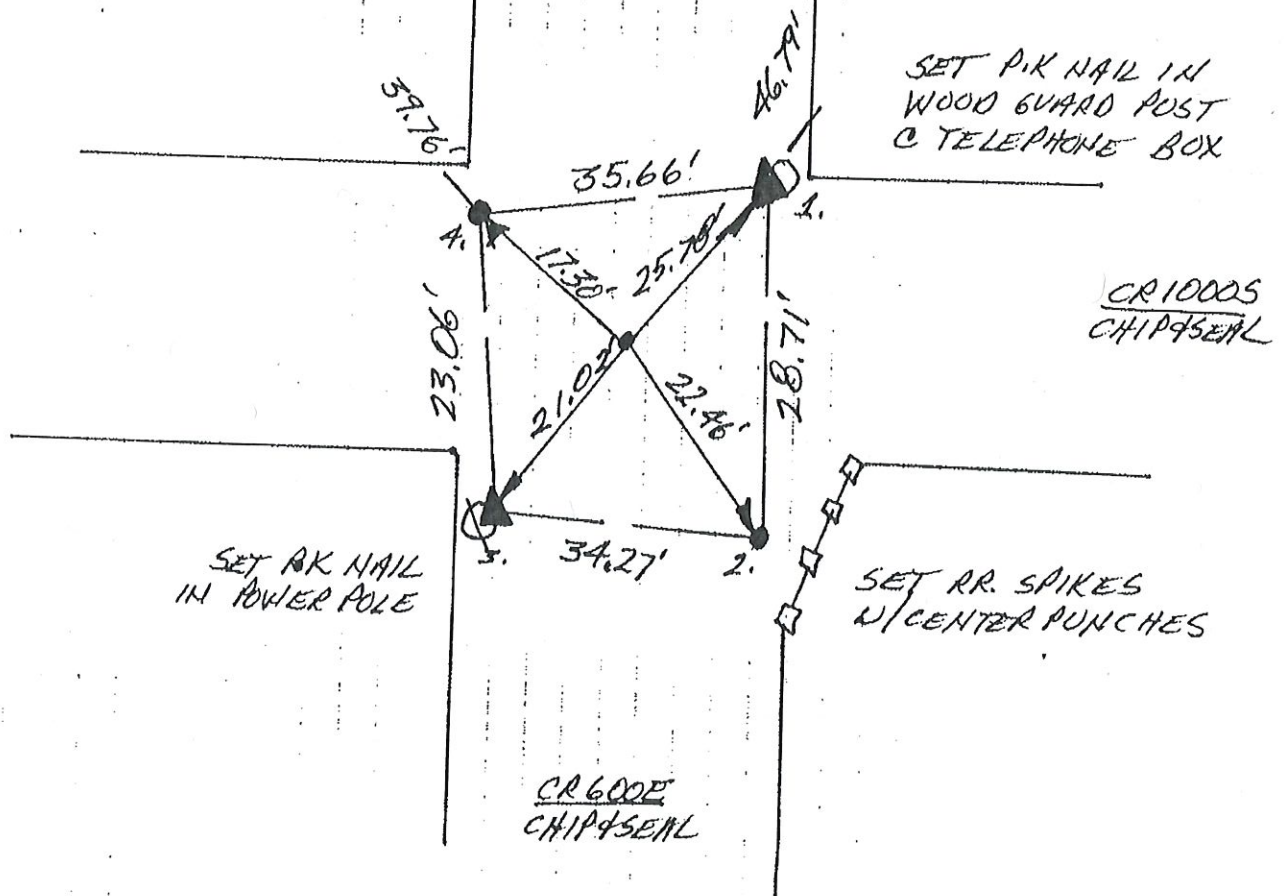 39.76'
46.79'
SET P.K NAIL IN
WOOD GUARD POST
C TELEPHONE BOX
35.66'
1.
4.
17.30
25.78'
CR1000S
CHIP&SEAL
23.06'
28.71'
21.02'
22.46'
3.
34.27'
2.
SET P.K NAIL
IN POWER POLE
SET RR. SPIKES
W/CENTER PUNCHES
CR600E
CHIP&SEAL